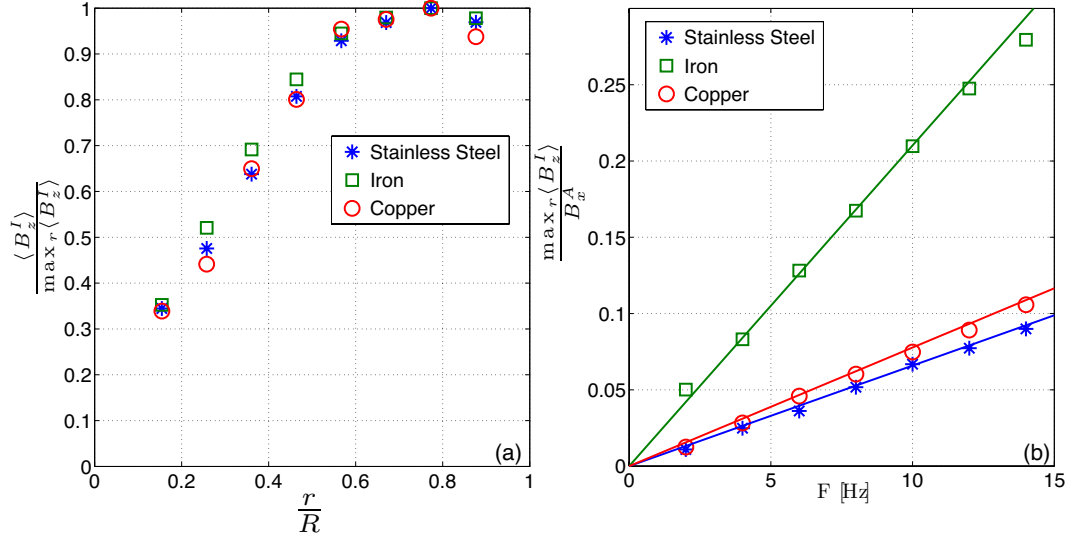 1
0.9
0.8
0.7
0.6
0.5
0.4
0.3
0.2
0.1
0
0 0.2 0.4 0.6 0.8 1
⟨B_z^I⟩ / max_r⟨B_z^I⟩
r/R
Stainless Steel
Iron
Copper
(a)
0.25
0.2
0.15
0.1
0.05
0
0 5 10 15
max_r⟨B_z^I⟩ / B_x^A
F [Hz]
Stainless Steel
Iron
Copper
(b)